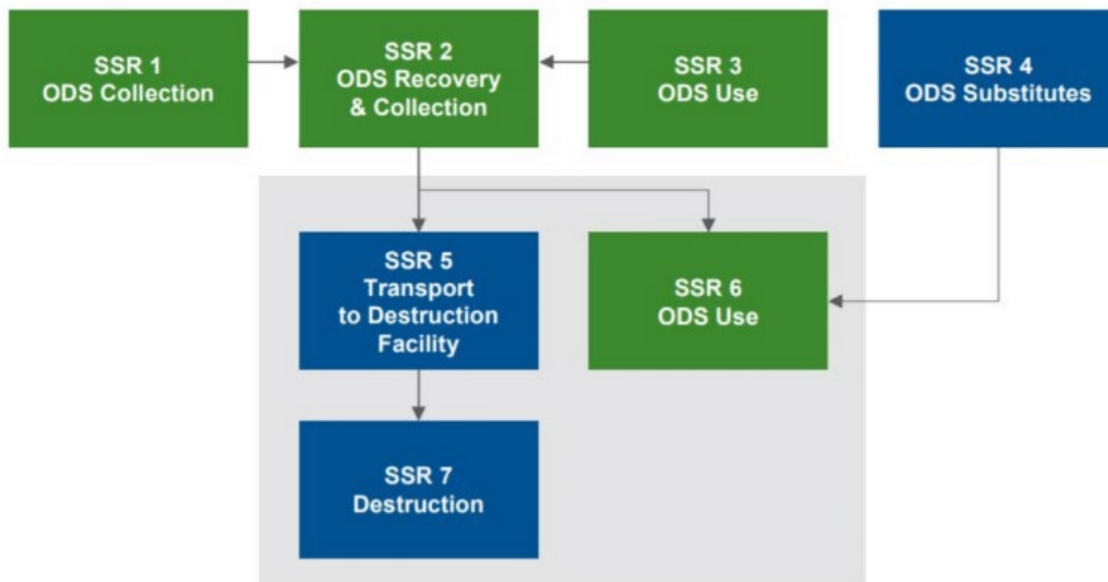 SSR 1
ODS Collection
SSR 2
ODS Recovery
& Collection
SSR 3
ODS Use
SSR 4
ODS Substitutes
SSR 5
Transport
to Destruction
Facility
SSR 6
ODS Use
SSR 7
Destruction